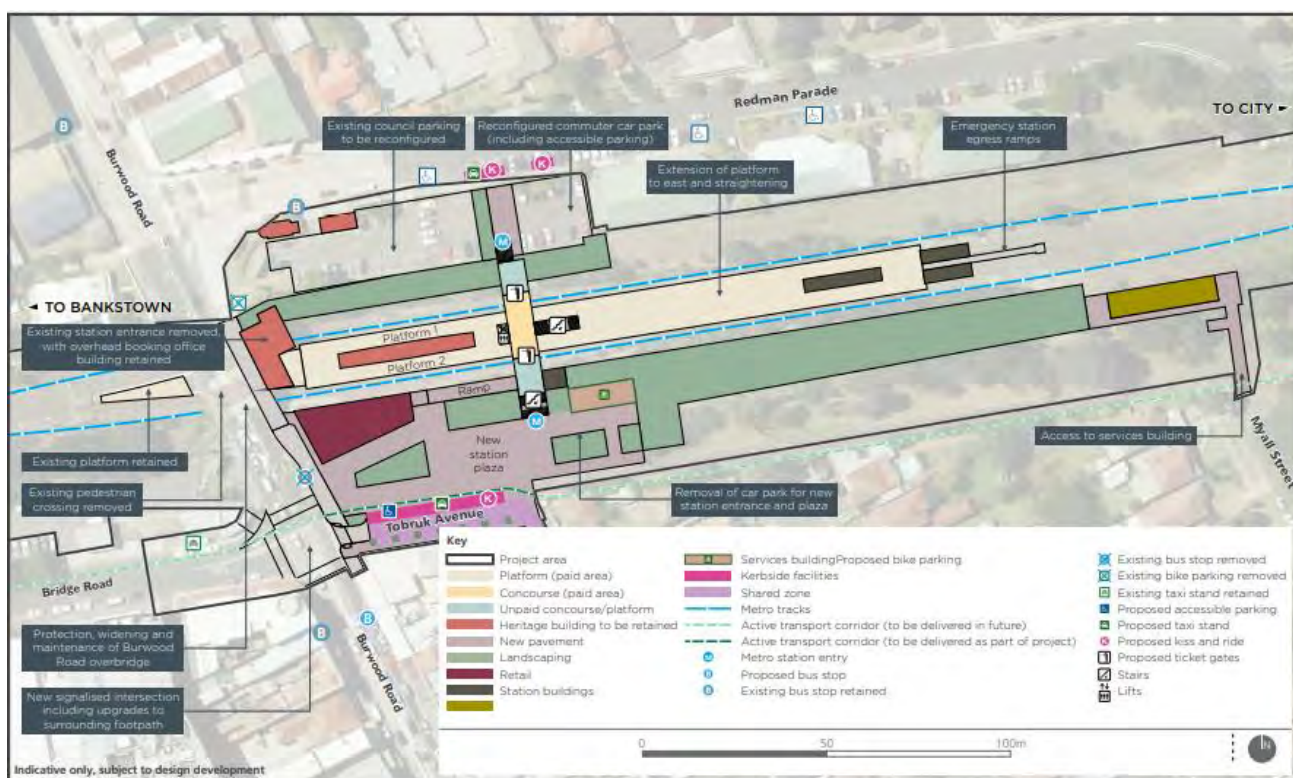 Redman Parade
TO CITY ►
Burwood Road
Existing council parking
to be reconfigured
Reconfigured commuter car park
(including accessible parking)
Emergency station
egress ramps
Extension of platform
to east and straightening
◄ TO BANKSTOWN
Existing station entrance removed,
with overhead booking office
building retained
Platform 1
Platform 2
Ramp
New
station
plaza
Existing platform retained
Existing pedestrian
crossing removed
Access to services building
Myall Street
Removal of car park for new
station entrance and plaza
Tobruk Avenue
Bridge Road
Protection, widening and
maintenance of Burwood
Road overbridge
New signalised intersection
including upgrades to
surrounding footpath
Burwood Road
Key
Project area
Platform (paid area)
Concourse (paid area)
Unpaid concourse/platform
Heritage building to be retained
New pavement
Landscaping
Retail
Station buildings
Services buildingProposed bike parking
Kerbside facilities
Shared zone
Metro tracks
Active transport corridor (to be delivered in future)
Active transport corridor (to be delivered as part of project)
M Metro station entry
B Proposed bus stop
B Existing bus stop retained
Existing bus stop removed
Existing bike parking removed
Existing taxi stand retained
Proposed accessible parking
Proposed taxi stand
K Proposed kiss and ride
Proposed ticket gates
Stairs
Lifts
0 50 100m
N
Indicative only, subject to design development